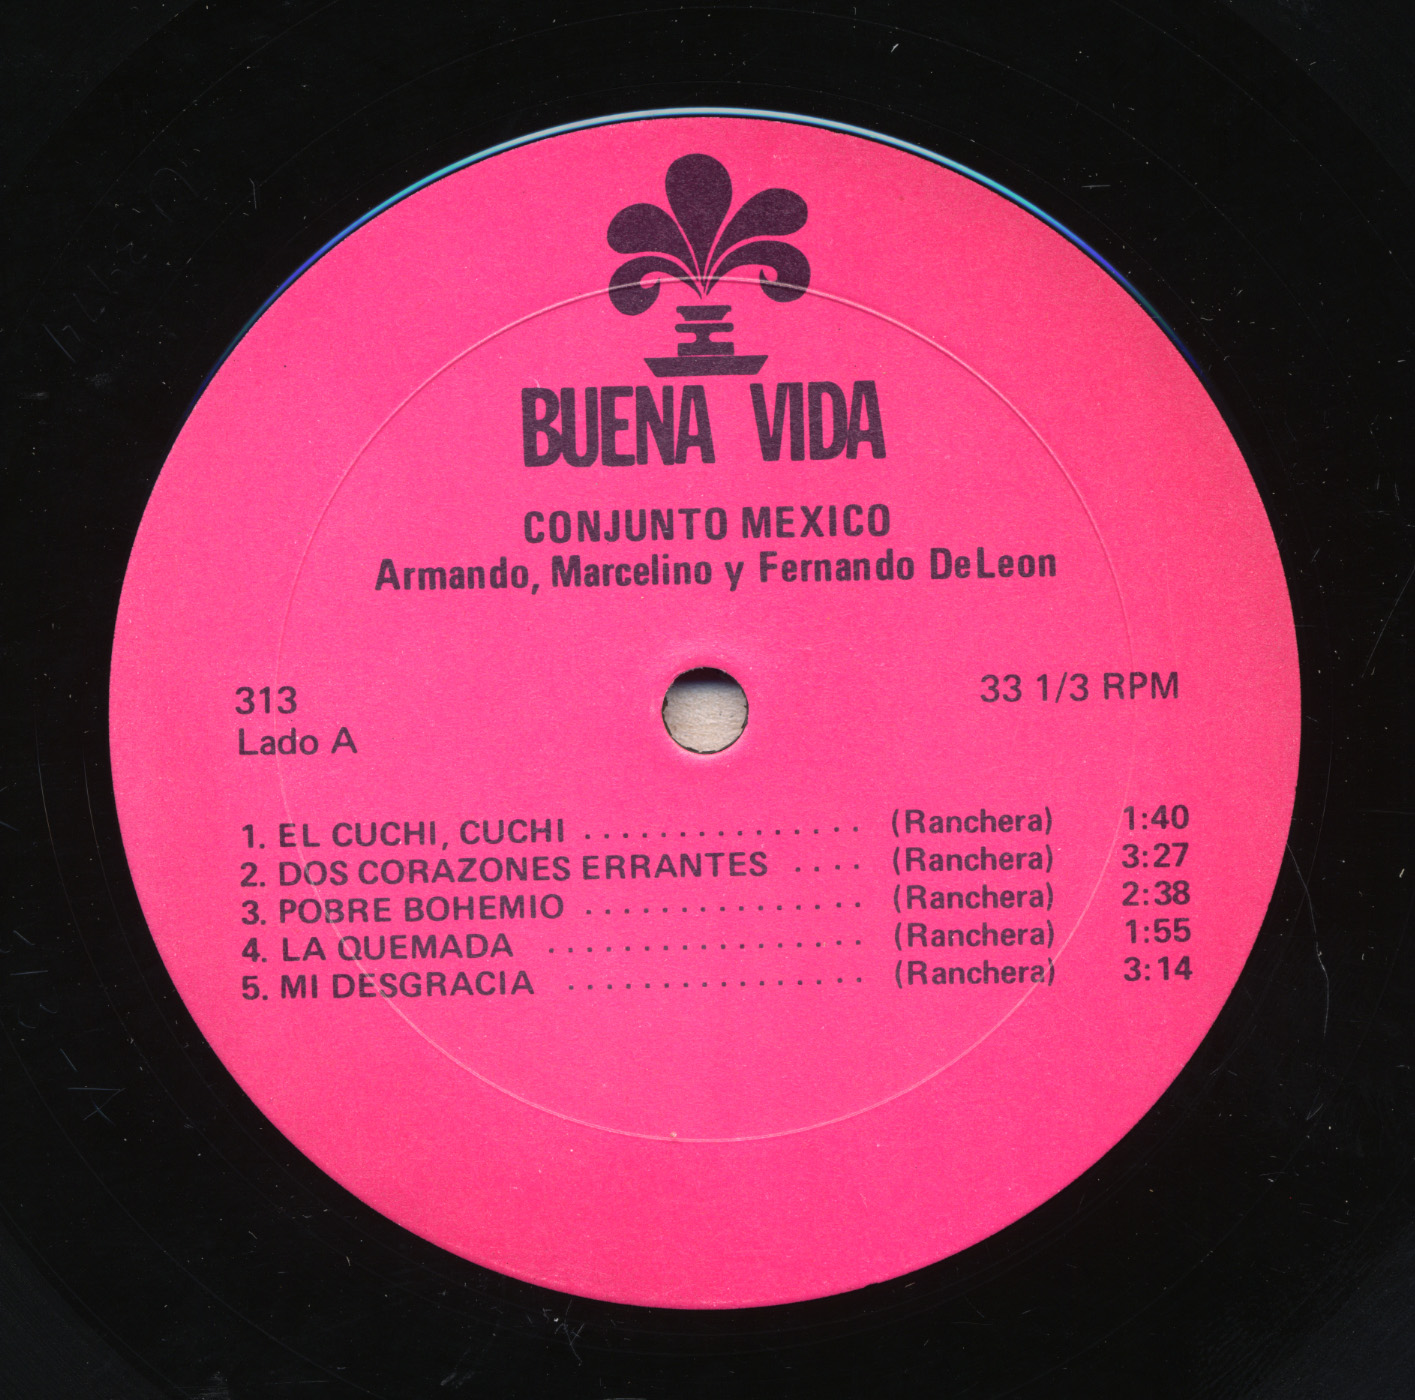 BUENA VIDA
CONJUNTO MEXICO
Armando, Marcelino y Fernando DeLeon
313
33 1/3 RPM
Lado A
1. EL CUCHI, CUCHI ............... (Ranchera) 1:40
2. DOS CORAZONES ERRANTES .... (Ranchera) 3:27
3. POBRE BOHEMIO ............... (Ranchera) 2:38
4. LA QUEMADA ................. (Ranchera) 1:55
5. MI DESGRACIA ................ (Ranchera) 3:14